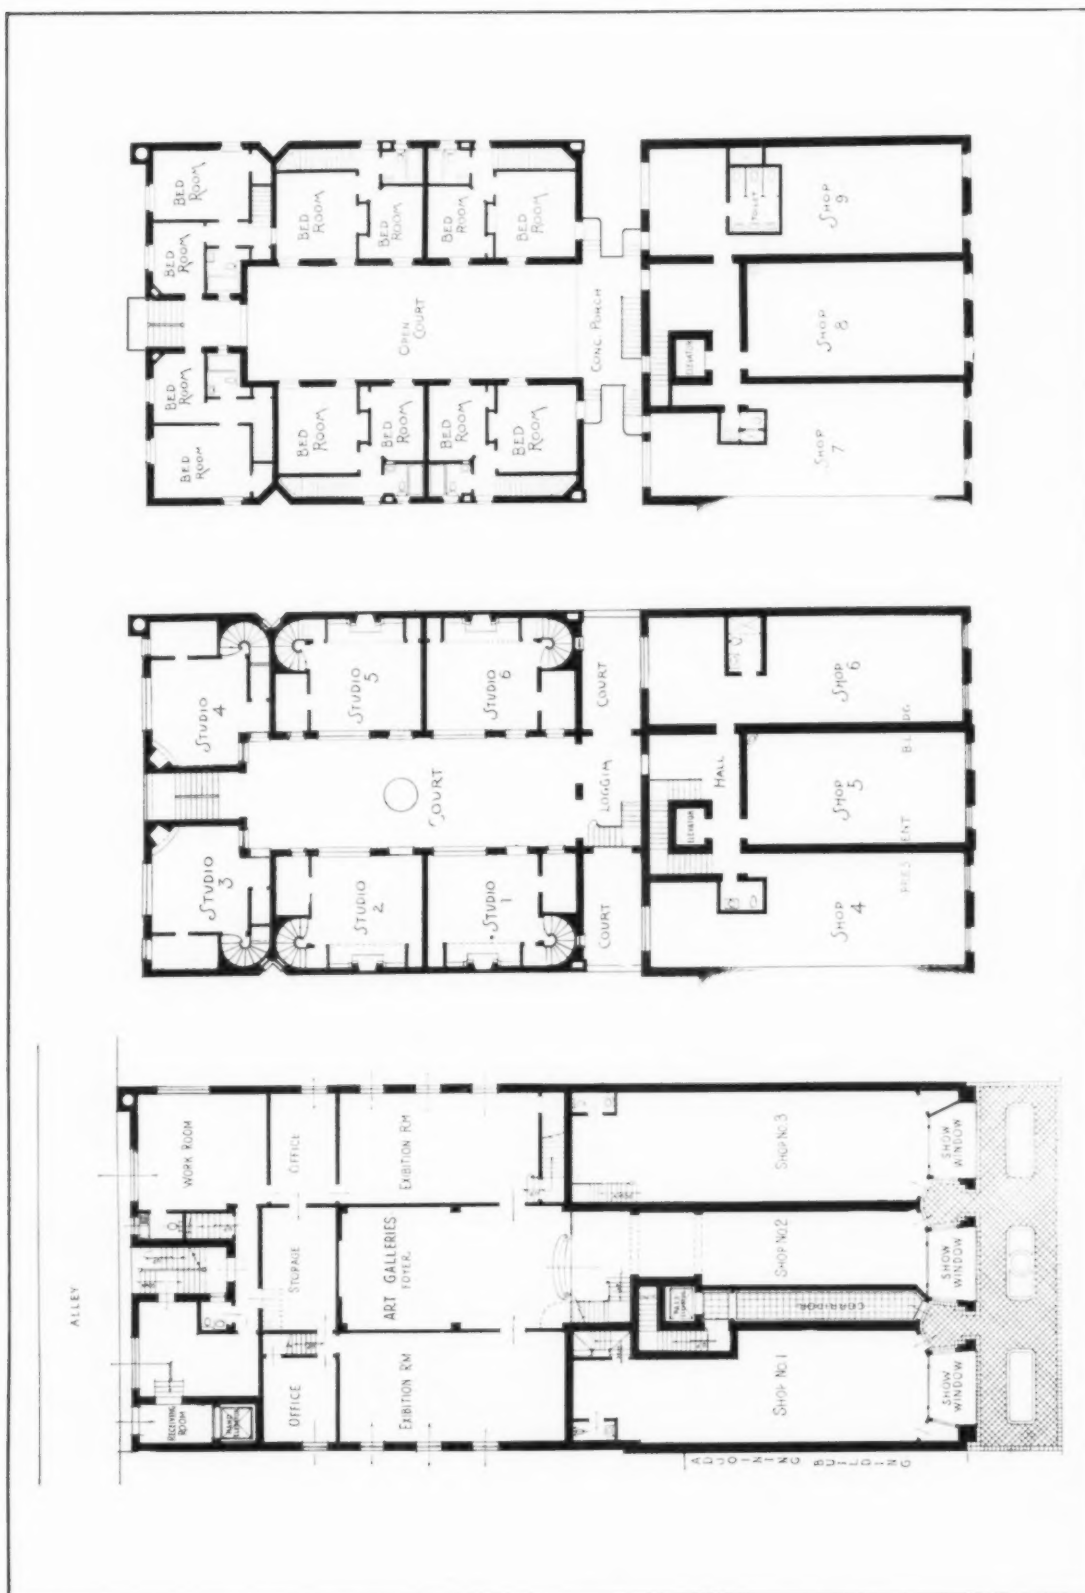 BED
ROOM
BED
ROOM
BED
ROOM
BED
ROOM
BED
ROOM
BED
ROOM
BED
ROOM
BED
ROOM
BED
ROOM
BED
ROOM
BED
ROOM
BED
ROOM
OPEN
COURT
CONC. PORCH
ELEVATOR
TOILET
SHOP
9
SHOP
8
SHOP
7
STUDIO
4
STUDIO
5
STUDIO
6
COURT
COURT
LOGGIM
HALL
ELEVATOR
STUDIO
3
STUDIO
2
STUDIO
1
COURT
SHOP
6
SHOP
5
SHOP
4
PRESENT BLDG
ALLEY
WORK ROOM
OFFICE
EXIBITION RM
STORAGE
ART GALLERIES
FOYER.
RECEIVING
ROOM
OFFICE
EXIBITION RM
SHOP No. 3
SHOP No. 2
CORRIDOR
SHOP No. 1
SHOW
WINDOW
SHOW
WINDOW
SHOW
WINDOW
ADJOINING
BUILDING